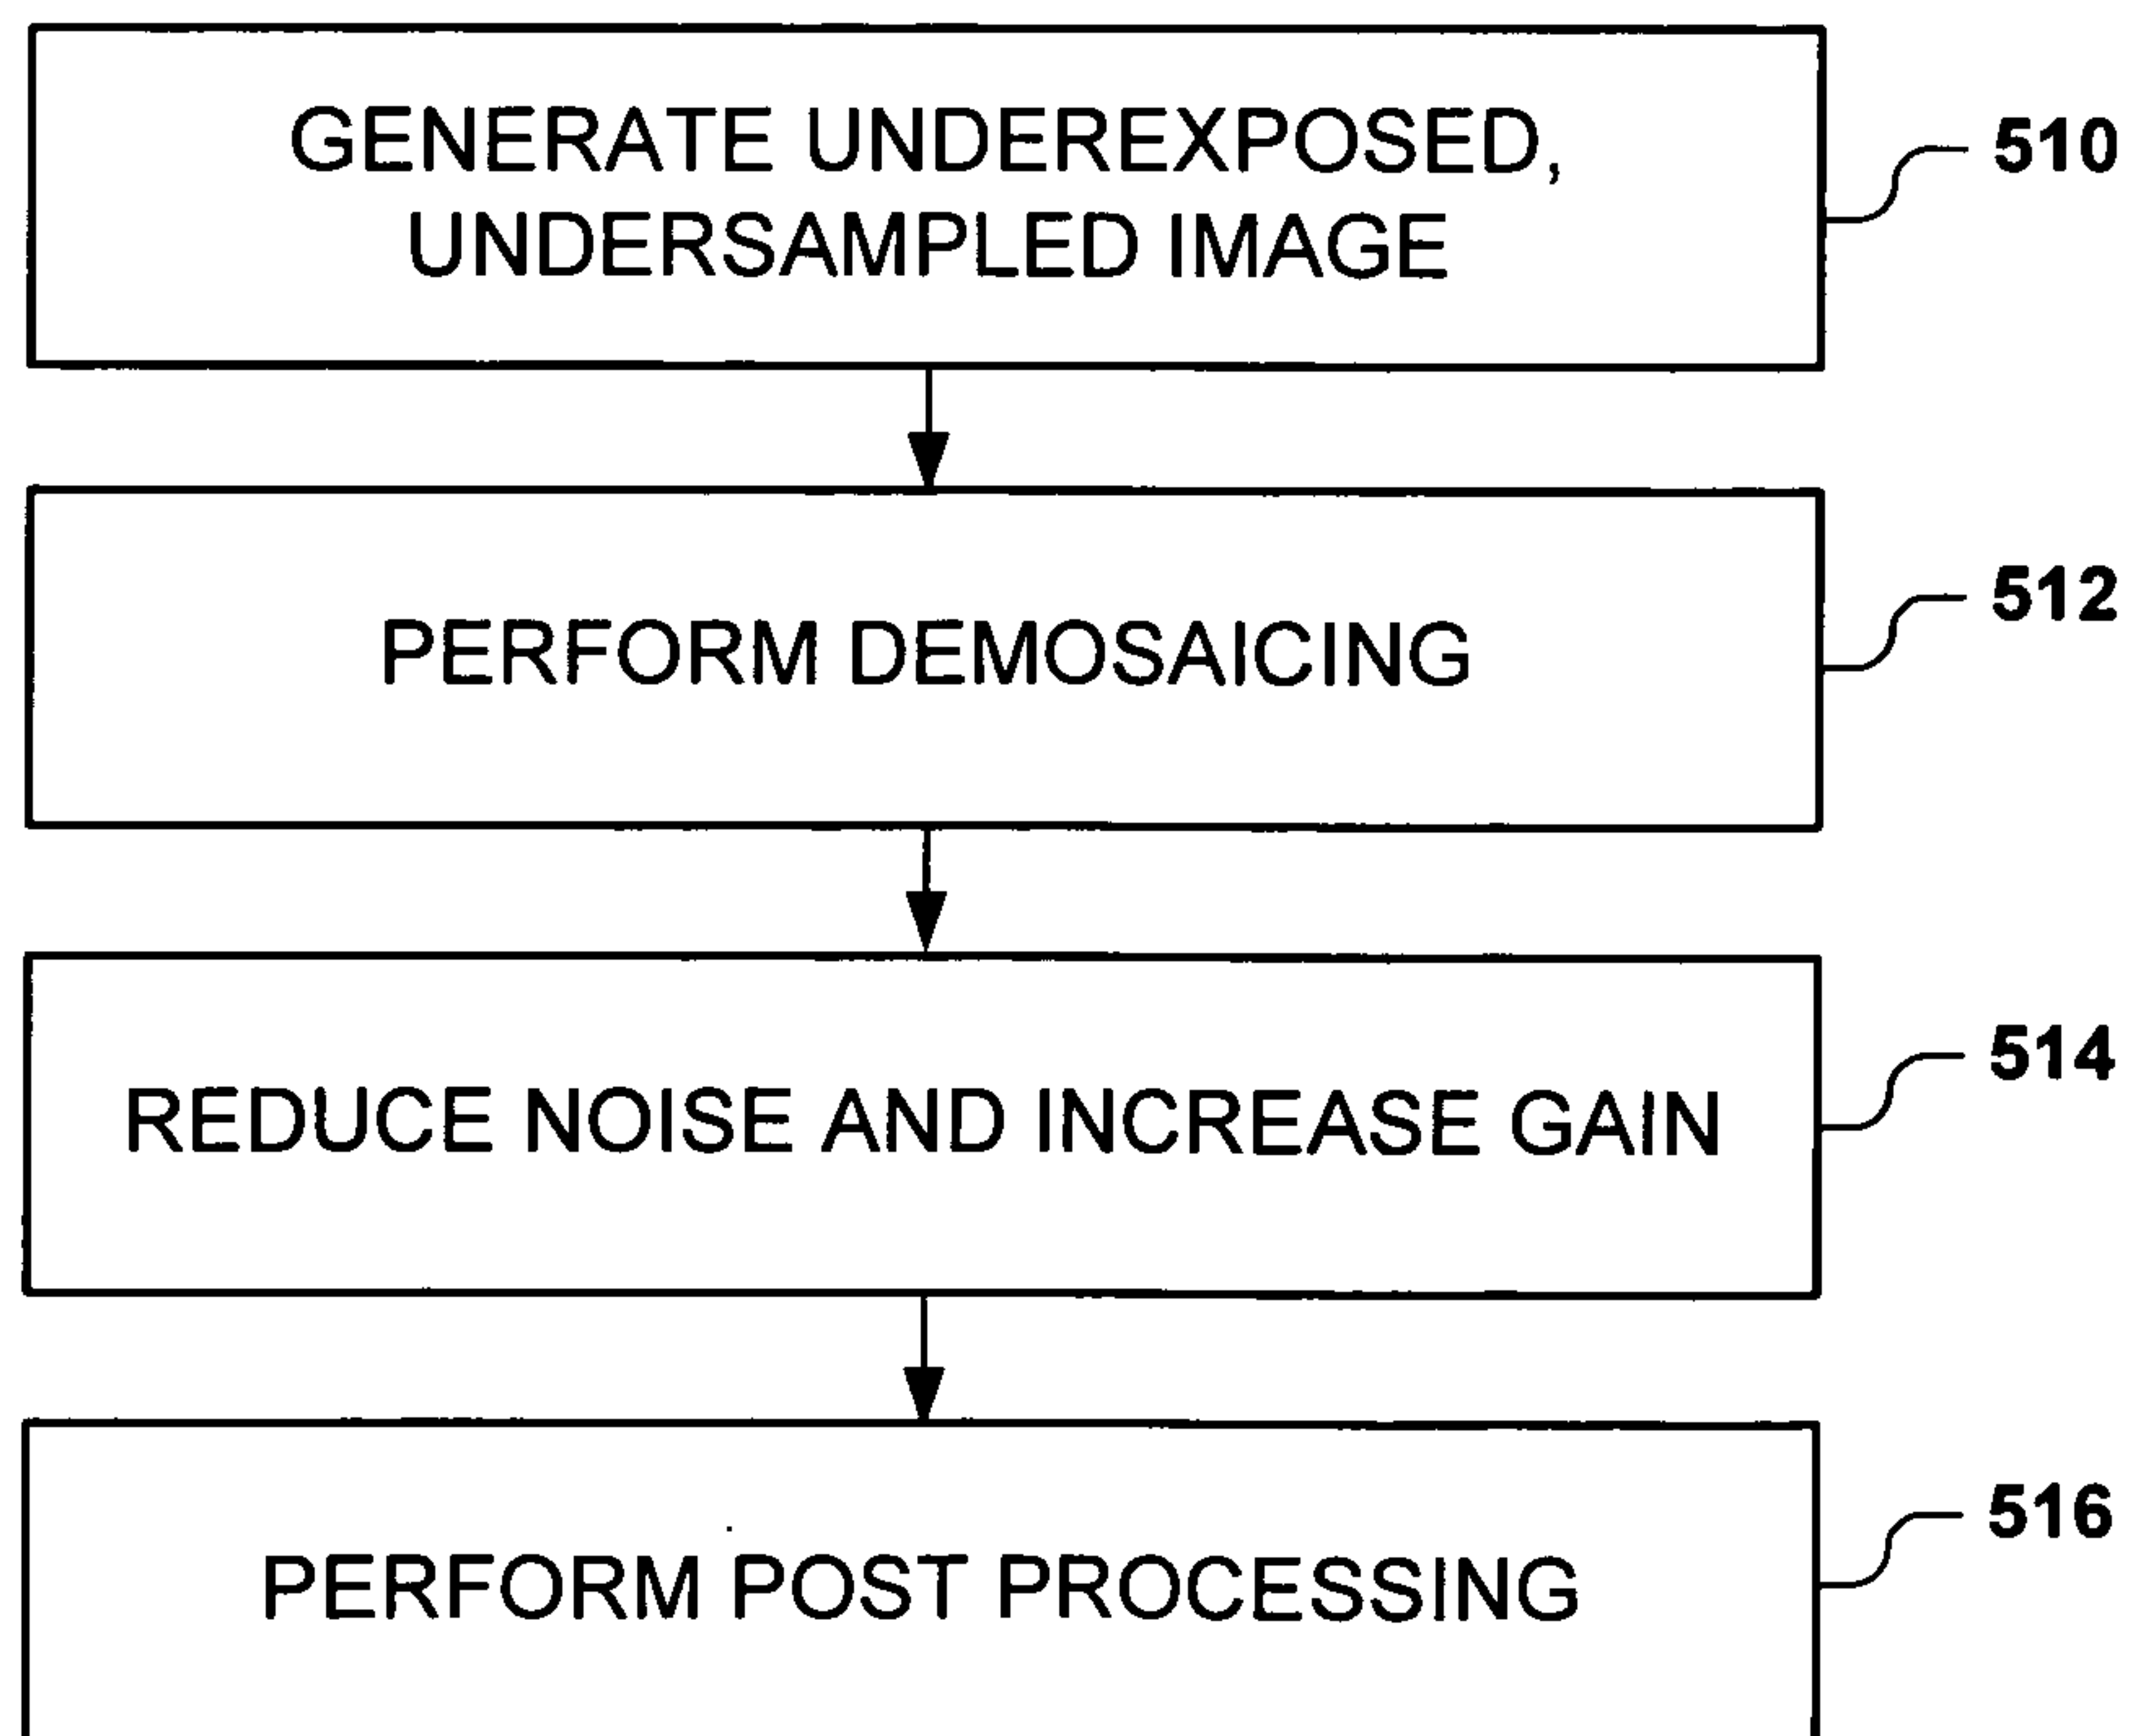 GENERATE UNDEREXPOSED,
UNDERSAMPLED IMAGE
510
PERFORM DEMOSAICING
512
REDUCE NOISE AND INCREASE GAIN
514
PERFORM POST PROCESSING
516